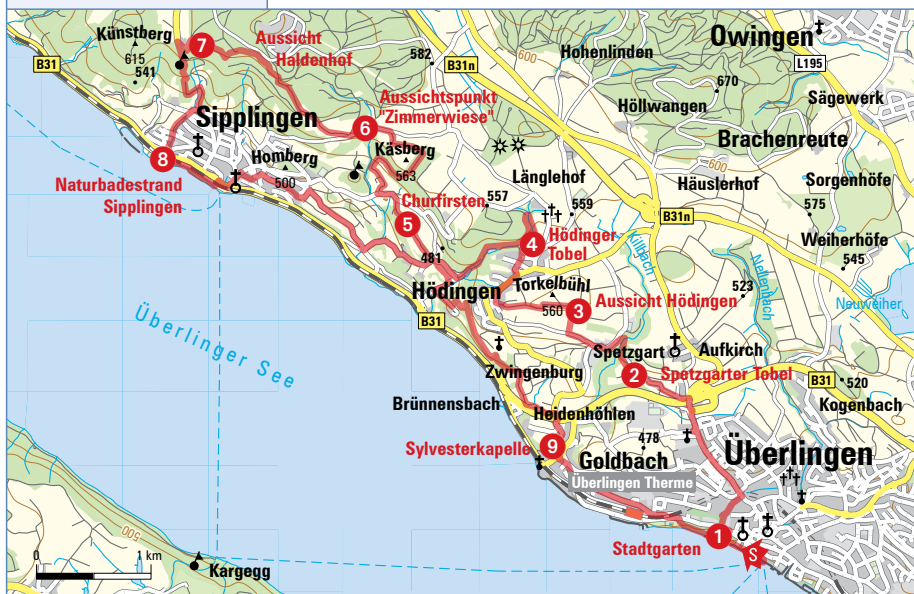 Künstberg
615
541
7
Aussicht
Haldenhof
582
B31n
600
Hohenlinden
Owingen
L195
670
Sägewerk
Höllwangen
Brachenreute
B31
Sipplingen
Aussichtspunkt
"Zimmerwiese"
6
Käsberg
563
8
Homberg
500
Naturbadestrand
Sipplingen
Länglehof
557
559
Churfirsten
5
4
Hödinger
Tobel
600
Häuslerhof
Sorgenhöfe
575
B31n
Weiherhöfe
545
Killbach
Nellenbach
Neuweiher
481
Hödingen
B31
Torkelbühl
560
3
Aussicht Hödingen
523
Überlinger See
Spetzgart
Aufkirch
2
Spetzgarter Tobel
Zwingenburg
B31
520
Kogenbach
Brünnensbach
Heidenhöhlen
Sylvesterkapelle
9
478
Goldbach
Überlingen
Überlingen Therme
500
1
Stadtgarten
S
0
1 km
Kargegg